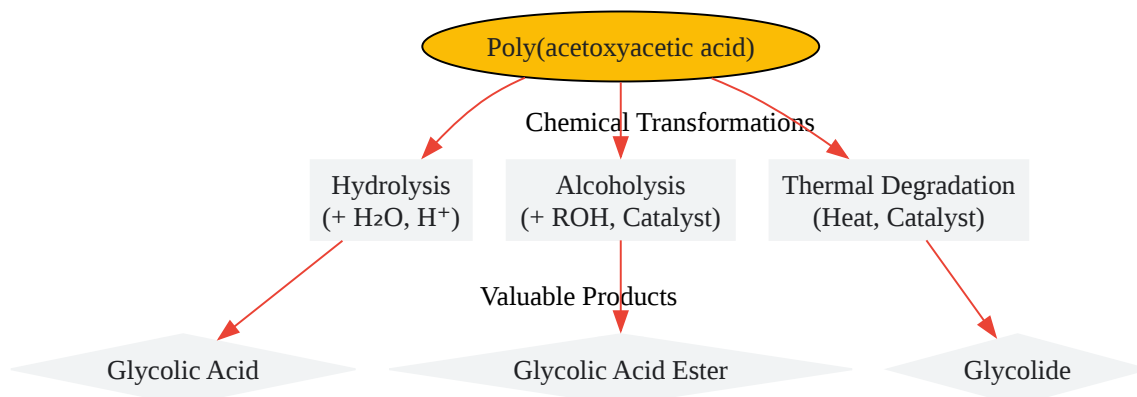 Poly(acetoxyacetic acid)
Chemical Transformations
Hydrolysis
(+ H₂O, H⁺)
Alcoholysis
(+ ROH, Catalyst)
Thermal Degradation
(Heat, Catalyst)
Valuable Products
Glycolic Acid
Glycolic Acid Ester
Glycolide